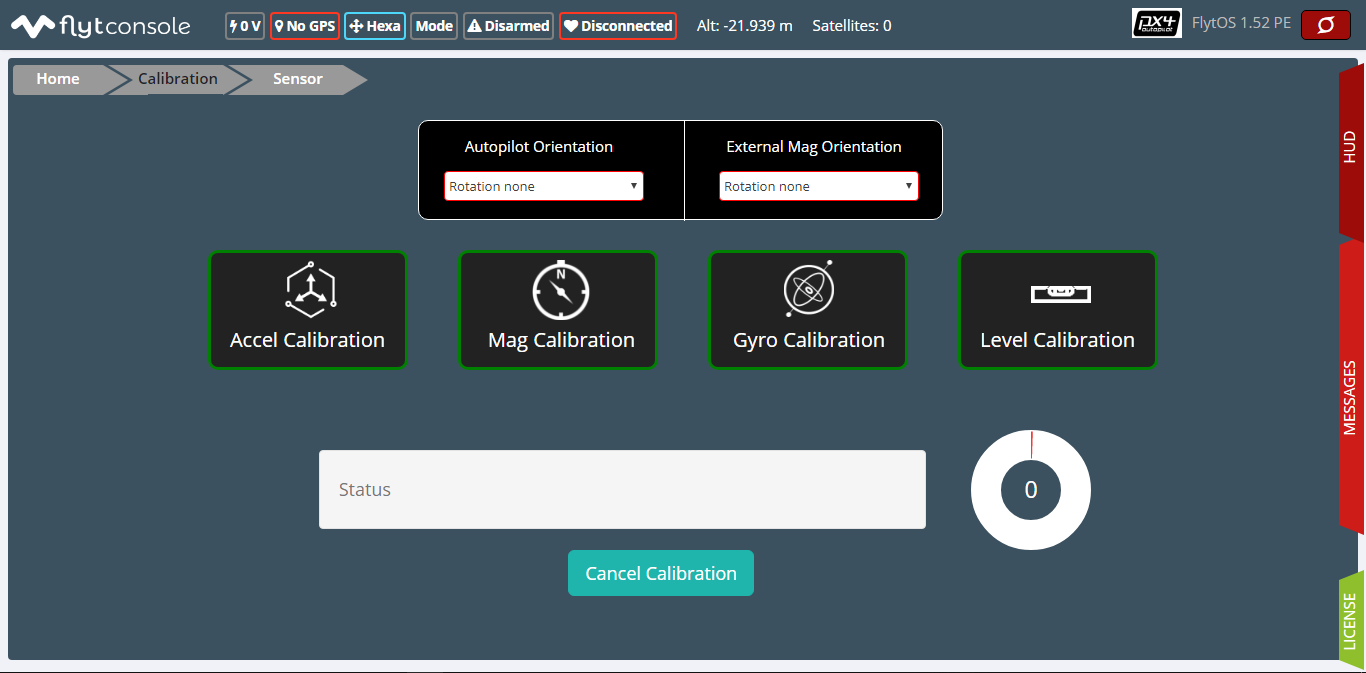 flytconsole
0 V
No GPS
Hexa
Mode
Disarmed
Disconnected
Alt: -21.939 m
Satellites: 0
PX4
autopilot
FlytOS 1.52 PE
Home
Calibration
Sensor
Autopilot Orientation
External Mag Orientation
Rotation none
Rotation none
N
Accel Calibration
Mag Calibration
Gyro Calibration
Level Calibration
Status
0
Cancel Calibration
HUD
MESSAGES
LICENSE